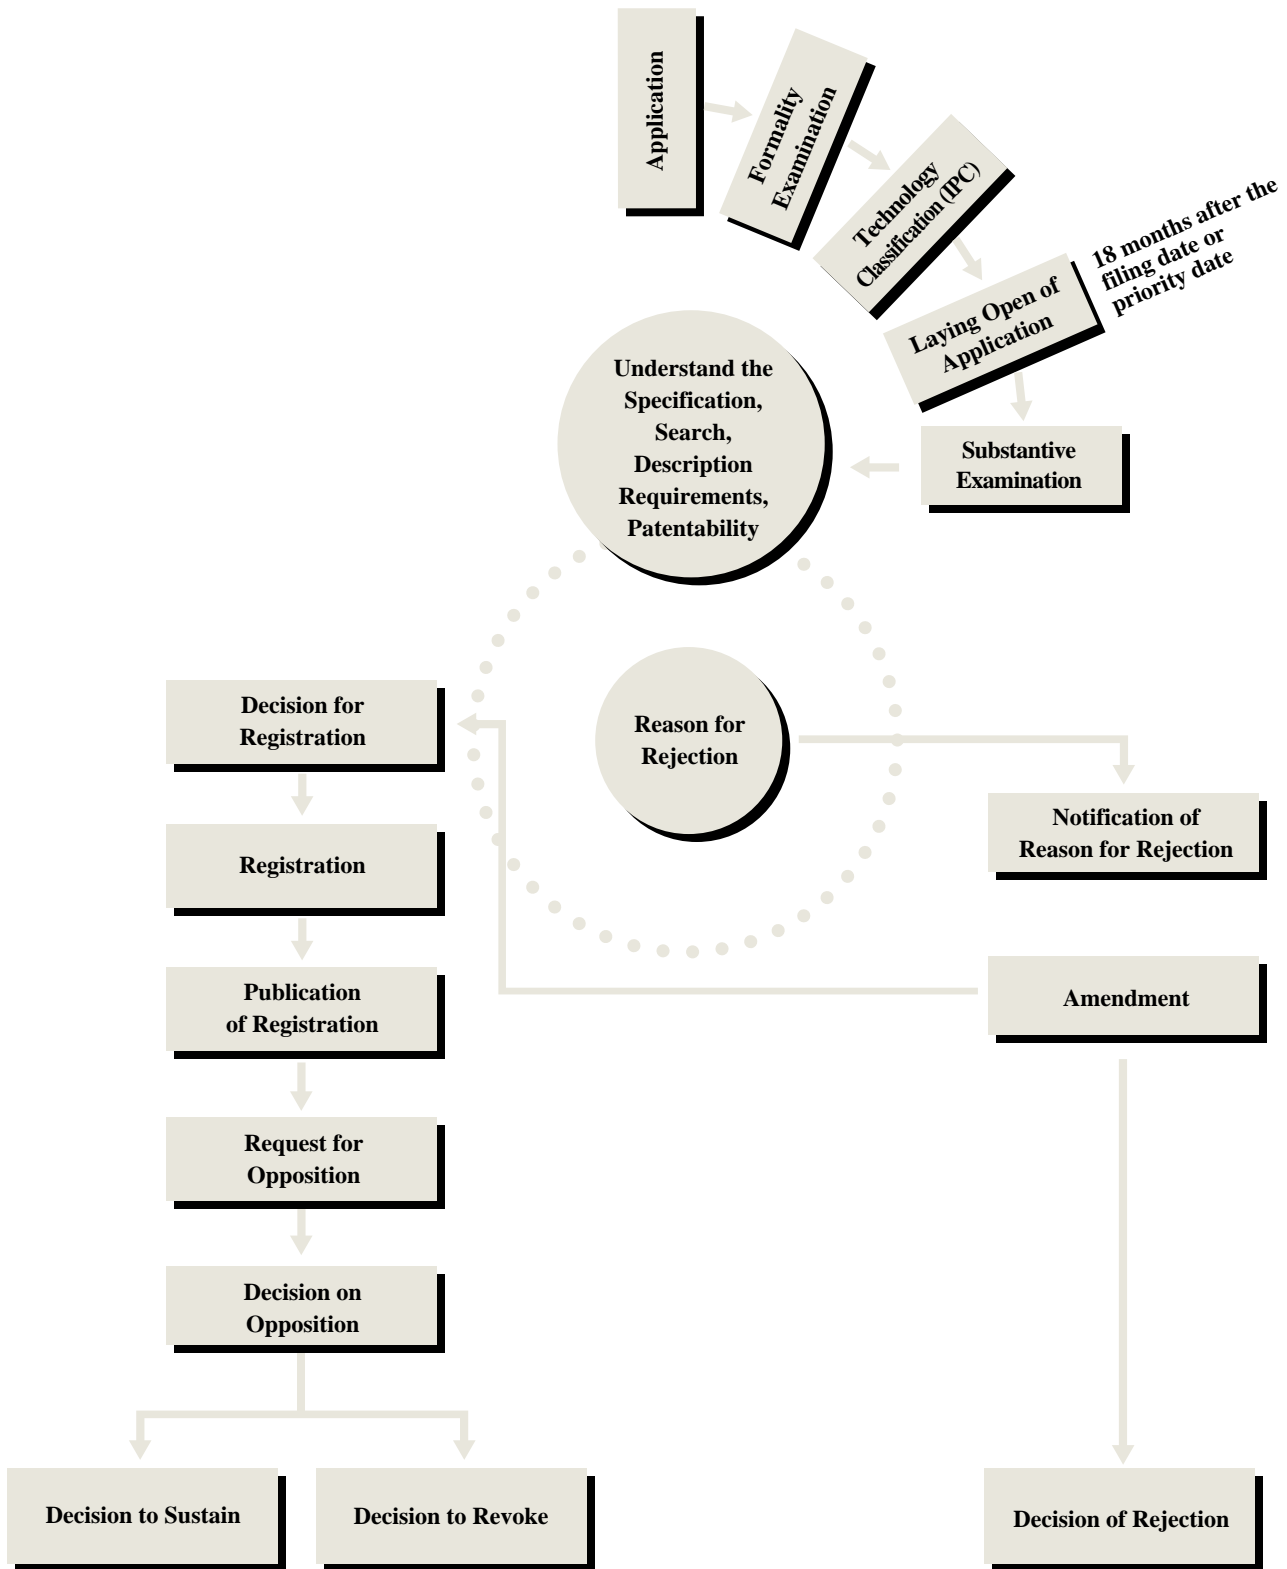 Application
Formality
Examination
Technology
Classification (IPC)
Laying Open of
Application
18 months after the
filing date or
priority date
Substantive
Examination
Understand the
Specification,
Search,
Description
Requirements,
Patentability
Reason for
Rejection
Decision for
Registration
Registration
Publication
of Registration
Request for
Opposition
Decision on
Opposition
Decision to Sustain
Decision to Revoke
Notification of
Reason for Rejection
Amendment
Decision of Rejection